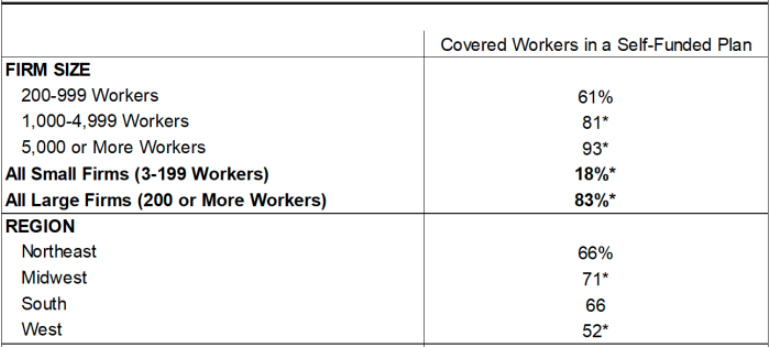 Covered Workers in a Self-Funded Plan
FIRM SIZE
200-999 Workers 61%
1,000-4,999 Workers 81*
5,000 or More Workers 93*
All Small Firms (3-199 Workers) 18%*
All Large Firms (200 or More Workers) 83%*
REGION
Northeast 66%
Midwest 71*
South 66
West 52*